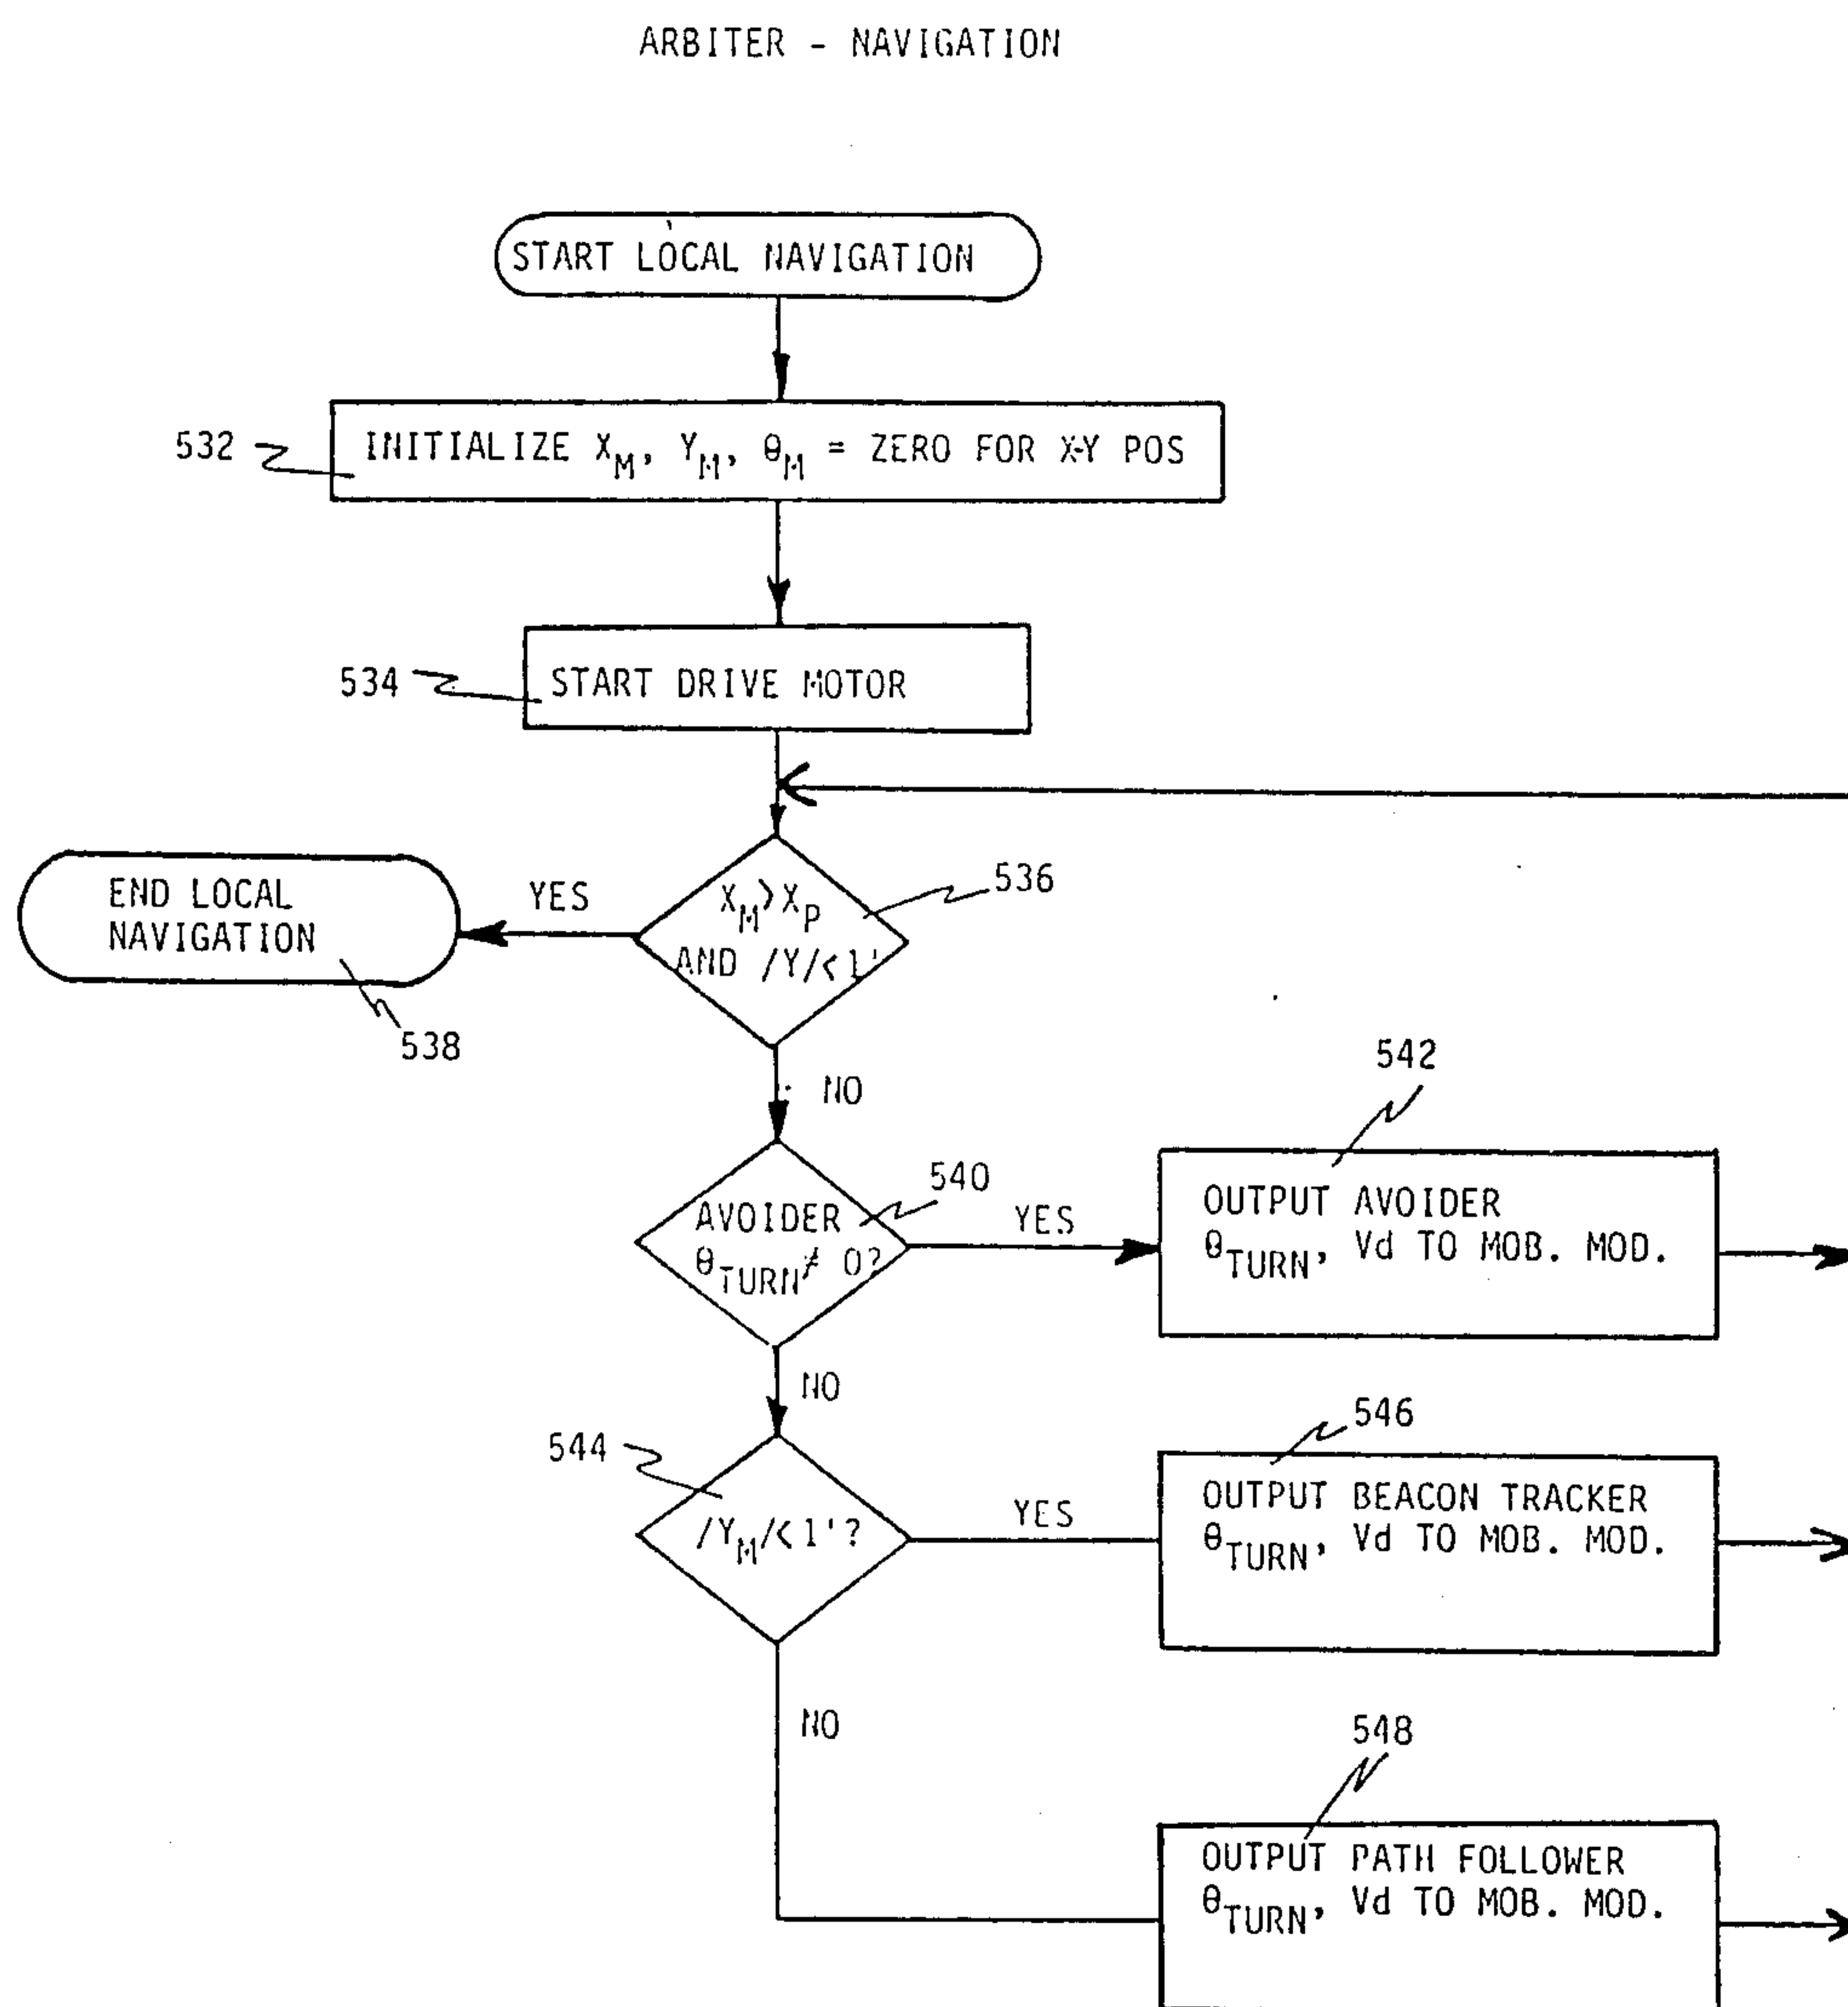 ARBITER - NAVIGATION
START LOCAL NAVIGATION
532
INITIALIZE X_M, Y_M, θ_M = ZERO FOR X-Y POS
534
START DRIVE MOTOR
END LOCAL
NAVIGATION
538
YES
X_M>X_P
AND /Y/<1'
536
NO
AVOIDER
θ_TURN≠ 0?
540
YES
542
OUTPUT AVOIDER
θ_TURN, Vd TO MOB. MOD.
NO
544
/Y_M/<1'?
YES
546
OUTPUT BEACON TRACKER
θ_TURN, Vd TO MOB. MOD.
NO
548
OUTPUT PATH FOLLOWER
θ_TURN, Vd TO MOB. MOD.